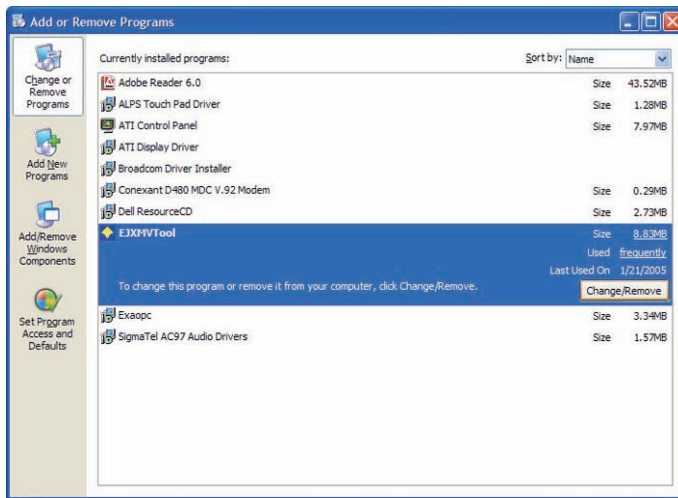 Add or Remove Programs
Change or
Remove
Programs
Add New
Programs
Add/Remove
Windows
Components
Set Program
Access and
Defaults
Currently installed programs:
Sort by: Name
Adobe Reader 6.0 Size 43.52MB
ALPS Touch Pad Driver Size 1.28MB
ATI Control Panel Size 7.97MB
ATI Display Driver
Broadcom Driver Installer
Conexant D480 MDC V.92 Modem Size 0.29MB
Dell ResourceCD Size 2.73MB
EJXMVTool Size 8.83MB
Used frequently
Last Used On 1/21/2005
To change this program or remove it from your computer, click Change/Remove. Change/Remove
Exaopc Size 3.34MB
SigmaTel AC97 Audio Drivers Size 1.57MB